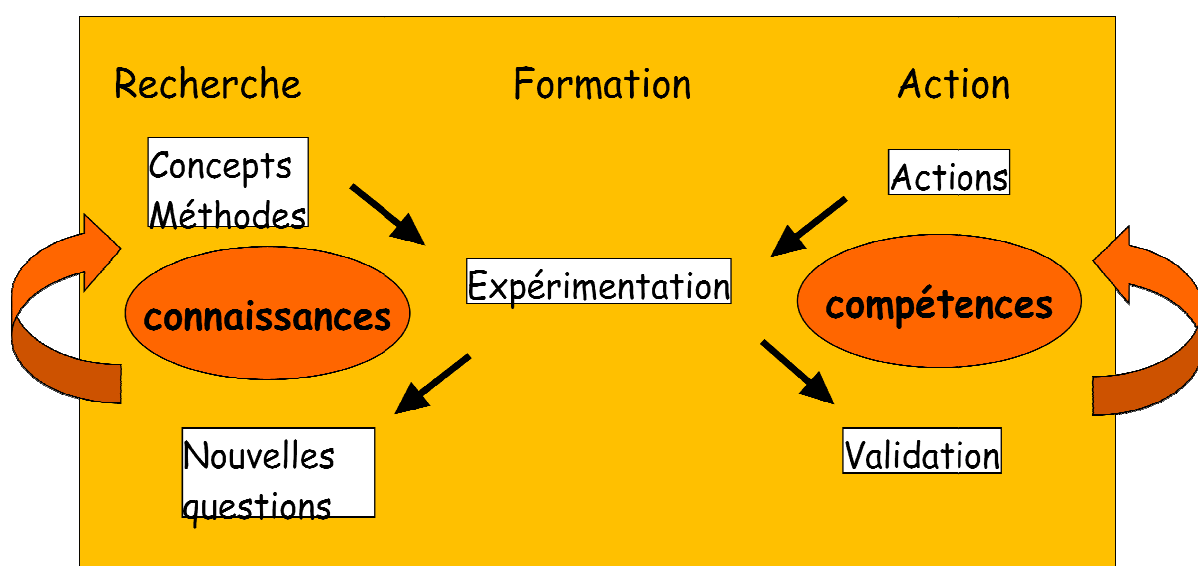 Recherche
Formation
Action
Concepts
Méthodes
Actions
Expérimentation
connaissances
compétences
Nouvelles
questions
Validation